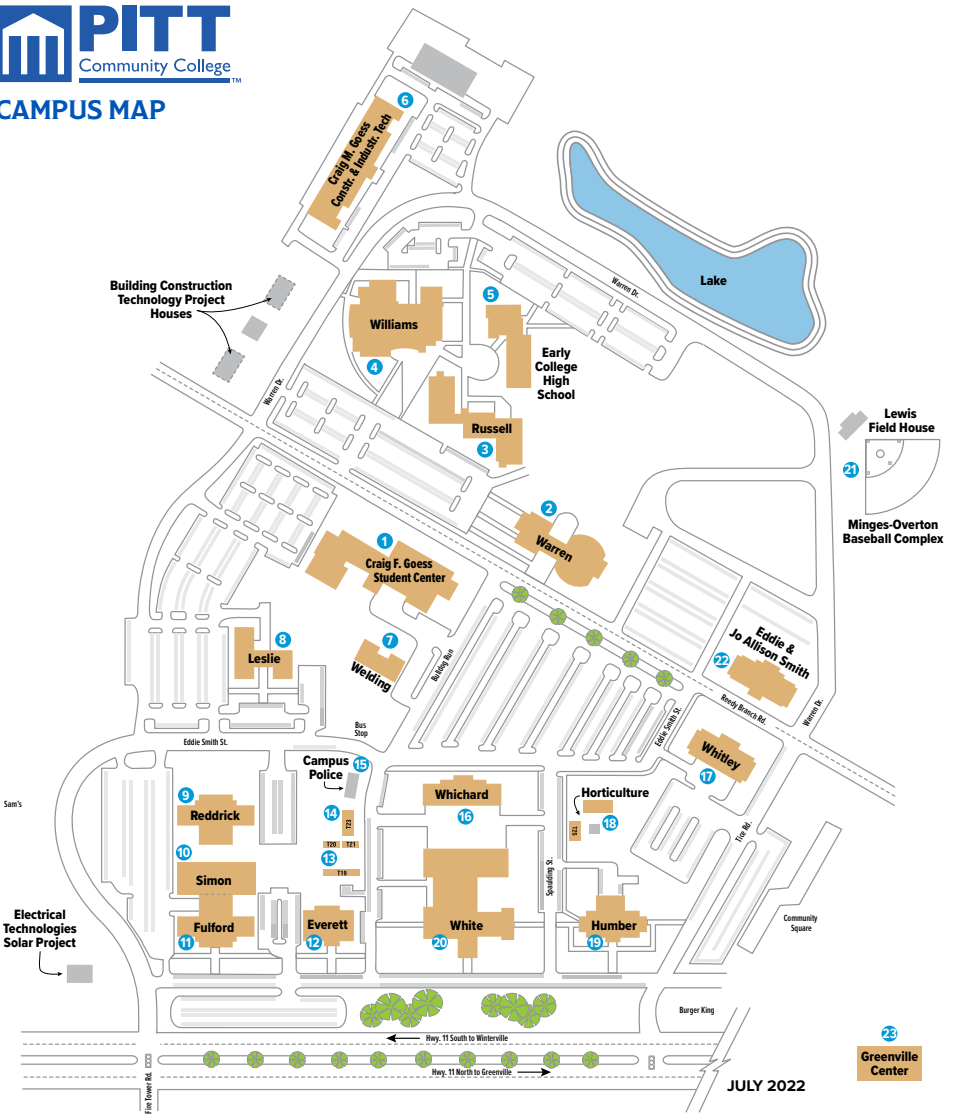 PITT
Community College™
CAMPUS MAP
6
Craig M. Goess
Constr. & Industr. Tech
Lake
Warren Dr.
Building Construction
Technology Project
Houses
5
Williams
4
Early
College
High
School
Warren Dr.
Russell
3
Lewis
Field House
21
Minges-Overton
Baseball Complex
2
Warren
1
Craig F. Goess
Student Center
8
Leslie
7
Welding
Bulldog Run
Eddie &
Jo Allison Smith
22
Reedy Branch Rd.
Warren Dr.
Eddie Smith St.
Bus
Stop
Eddie Smith St.
Whitley
17
Campus
Police
15
Sam's
9
Reddrick
14
T23
Whichard
16
Horticulture
18
T25
Tice Rd.
10
Simon
T20
T21
13
T19
Spaulding St.
Electrical
Technologies
Solar Project
Fulford
11
Everett
12
White
20
Humber
19
Community
Square
Burger King
Hwy. 11 South to Winterville
Hwy. 11 North to Greenville
Fire Tower Rd.
JULY 2022
23
Greenville
Center